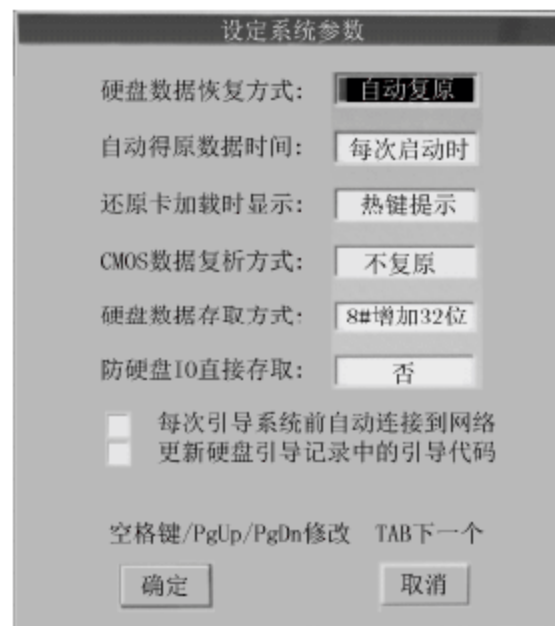 设定系统参数
硬盘数据恢复方式: 自动复原
自动得原数据时间: 每次启动时
还原卡加载时显示: 热键提示
CMOS数据复析方式: 不复原
硬盘数据存取方式: 8#增加32位
防硬盘IO直接存取: 否
每次引导系统前自动连接到网络
更新硬盘引导记录中的引导代码
空格键/PgUp/PgDn修改 TAB下一个
确定 取消